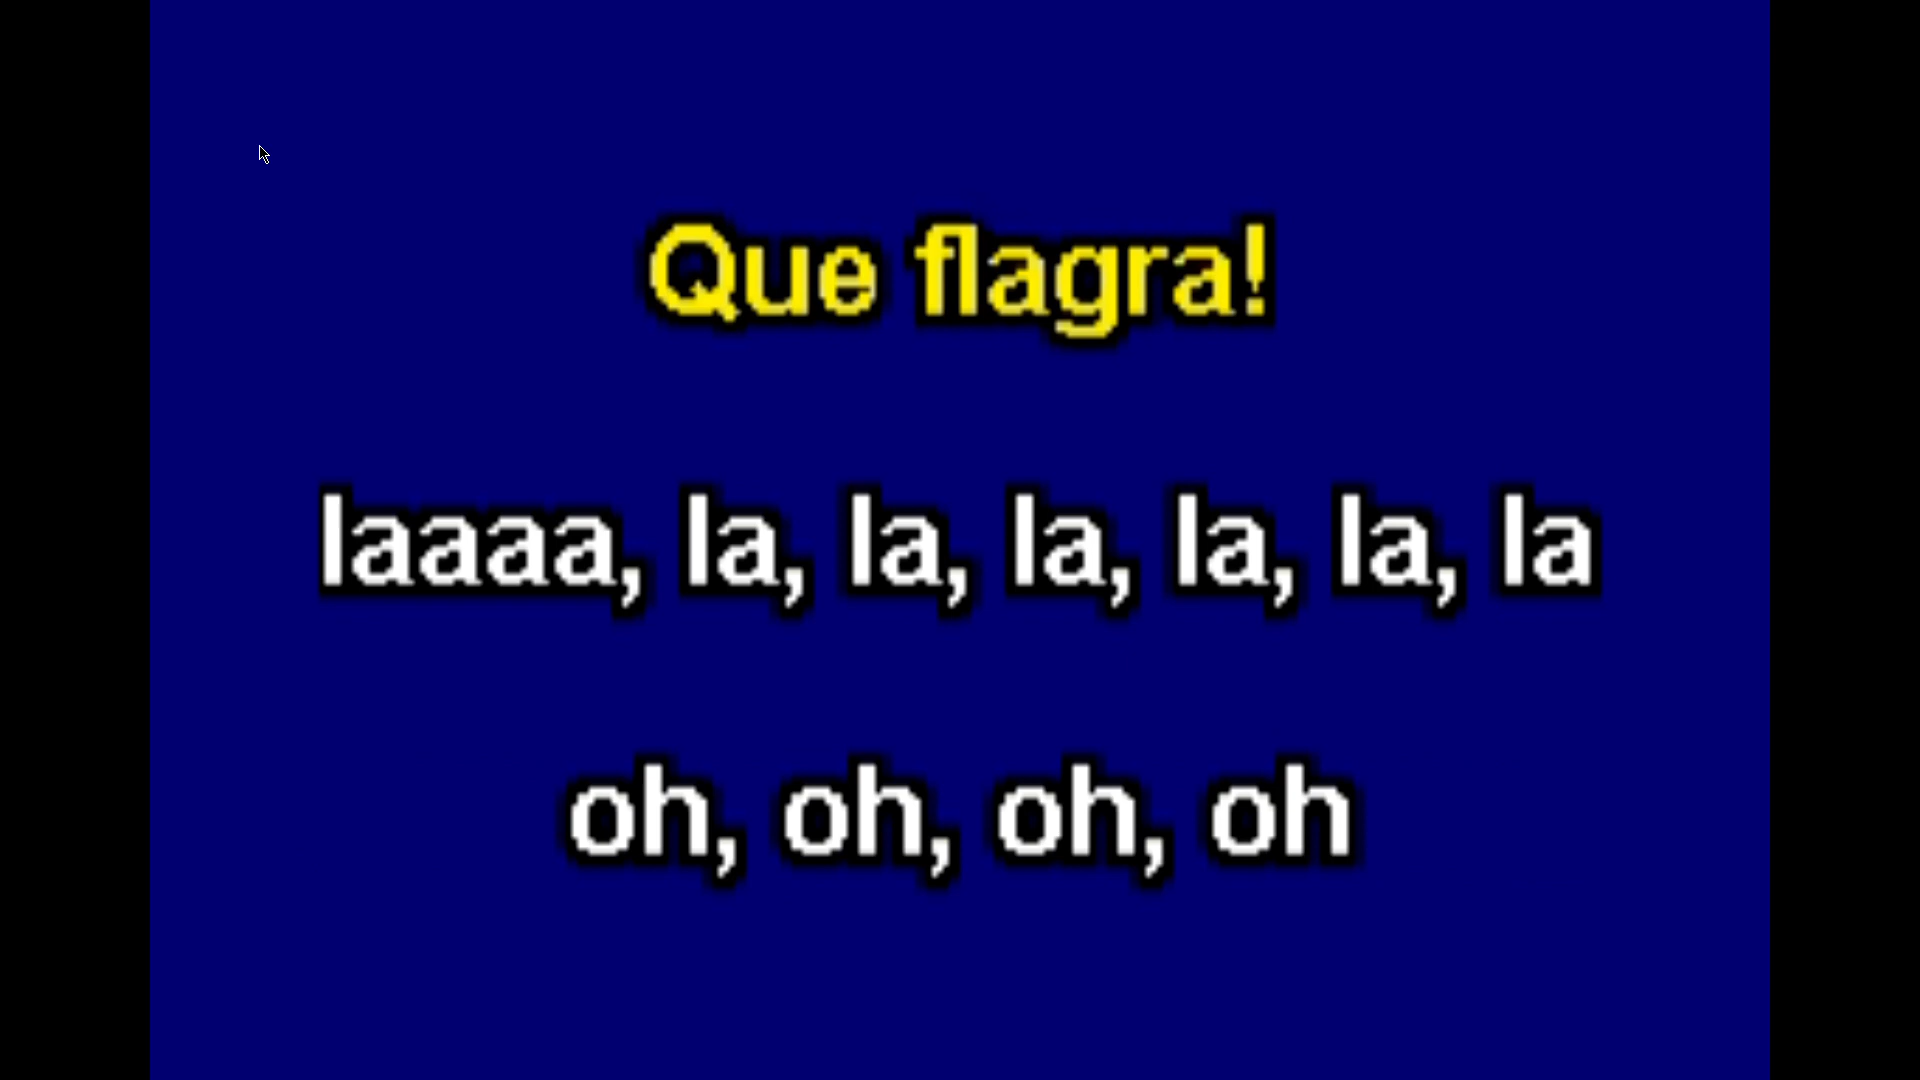 Que flagra!
laaaa, la, la, la, la, la, la
oh, oh, oh, oh